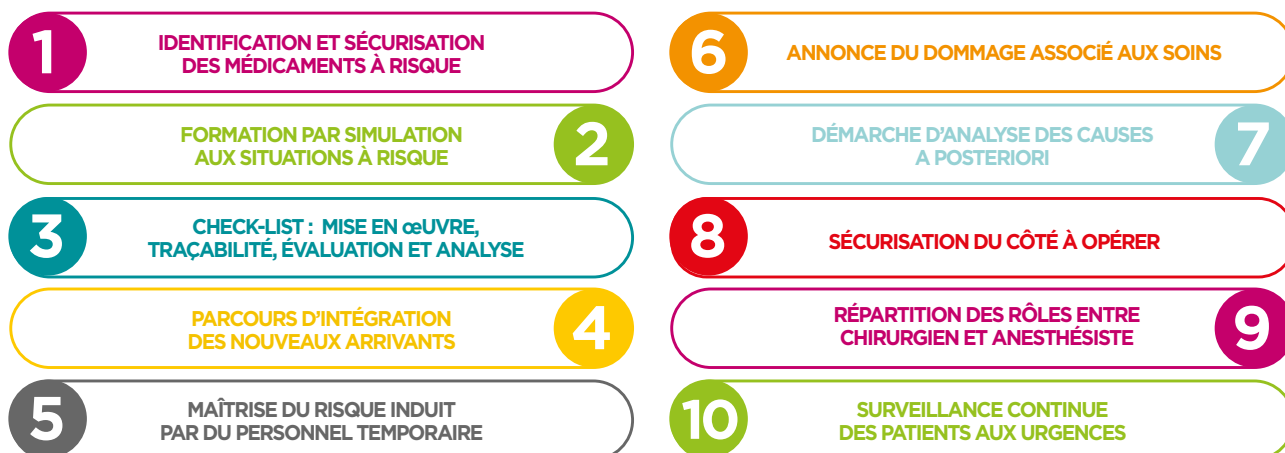 1
IDENTIFICATION ET SÉCURISATION
DES MÉDICAMENTS À RISQUE
FORMATION PAR SIMULATION
AUX SITUATIONS À RISQUE
2
3
CHECK-LIST : MISE EN œUVRE,
TRAÇABILITÉ, ÉVALUATION ET ANALYSE
PARCOURS D'INTÉGRATION
DES NOUVEAUX ARRIVANTS
4
5
MAÎTRISE DU RISQUE INDUIT
PAR DU PERSONNEL TEMPORAIRE
6
ANNONCE DU DOMMAGE ASSOCiÉ AUX SOINS
DÉMARCHE D'ANALYSE DES CAUSES
A POSTERIORI
7
8
SÉCURISATION DU CÔTÉ À OPÉRER
RÉPARTITION DES RÔLES ENTRE
CHIRURGIEN ET ANESTHÉSISTE
9
10
SURVEILLANCE CONTINUE
DES PATIENTS AUX URGENCES